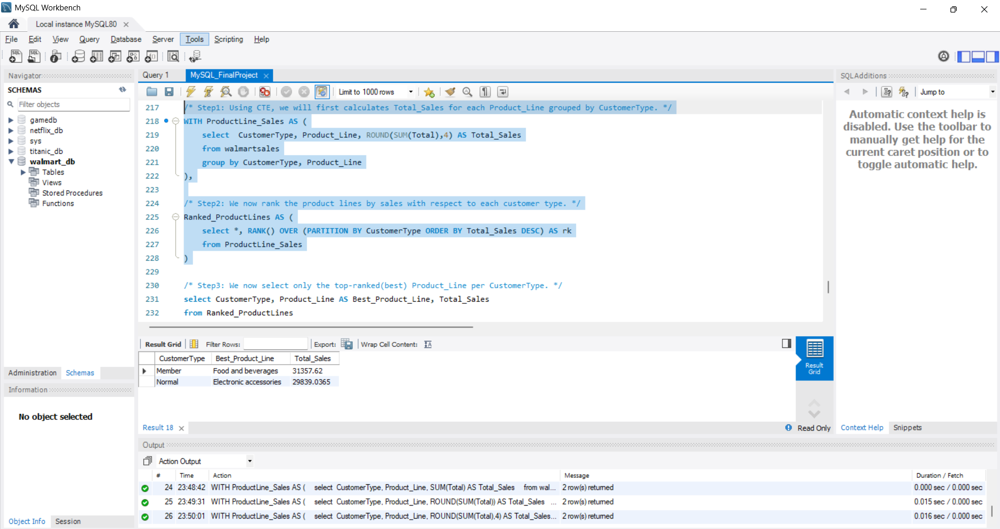 MySQL Workbench
Local instance MySQL80
File Edit View Query Database Server Tools Scripting Help
Navigator
SCHEMAS
Filter objects
gamedb
netflix_db
sys
titanic_db
walmart_db
Tables
Views
Stored Procedures
Functions
Administration Schemas
Information
No object selected
Object Info Session
Query 1 MySQL_FinalProject
Limit to 1000 rows
217 /* Step1: Using CTE, we will first calculates Total_Sales for each Product_Line grouped by CustomerType. */
218 WITH ProductLine_Sales AS (
219 select  CustomerType, Product_Line, ROUND(SUM(Total),4) AS Total_Sales
220 from walmartsales
221 group by CustomerType, Product_Line
222 ),
223
224 /* Step2: We now rank the product lines by sales with respect to each customer type. */
225 Ranked_ProductLines AS (
226 select *, RANK() OVER (PARTITION BY CustomerType ORDER BY Total_Sales DESC) AS rk
227 from ProductLine_Sales
228 )
229
230 /* Step3: We now select only the top-ranked(best) Product_Line per CustomerType. */
231 select CustomerType, Product_Line AS Best_Product_Line, Total_Sales
232 from Ranked_ProductLines
Result Grid Filter Rows: Export: Wrap Cell Content:
CustomerType Best_Product_Line Total_Sales
Member Food and beverages 31357.62
Normal Electronic accessories 29839.0365
Result
Grid
Result 18
Read Only
SQLAdditions
Jump to
Automatic context help is
disabled. Use the toolbar to
manually get help for the
current caret position or to
toggle automatic help.
Context Help Snippets
Output
Action Output
# Time Action Message Duration / Fetch
24 23:48:42 WITH ProductLine_Sales AS ( select CustomerType, Product_Line, SUM(Total) AS Total_Sales from wal... 2 row(s) returned 0.000 sec / 0.000 sec
25 23:49:31 WITH ProductLine_Sales AS ( select CustomerType, Product_Line, ROUND(SUM(Total)) AS Total_Sales ... 2 row(s) returned 0.015 sec / 0.000 sec
26 23:50:01 WITH ProductLine_Sales AS ( select CustomerType, Product_Line, ROUND(SUM(Total),4) AS Total_Sales... 2 row(s) returned 0.016 sec / 0.000 sec